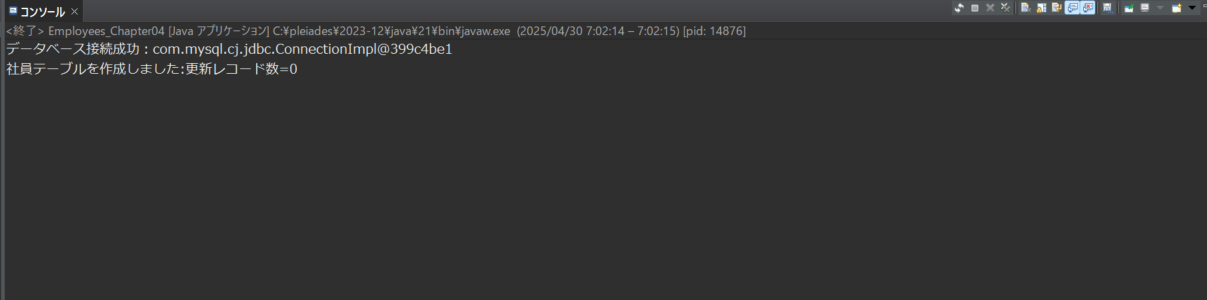 コンソール ×
<終了> Employees_Chapter04 [Java アプリケーション] C:¥pleiades¥2023-12¥java¥21¥bin¥javaw.exe (2025/04/30 7:02:14 – 7:02:15) [pid: 14876]
データベース接続成功：com.mysql.cj.jdbc.ConnectionImpl@399c4be1
社員テーブルを作成しました:更新レコード数=0